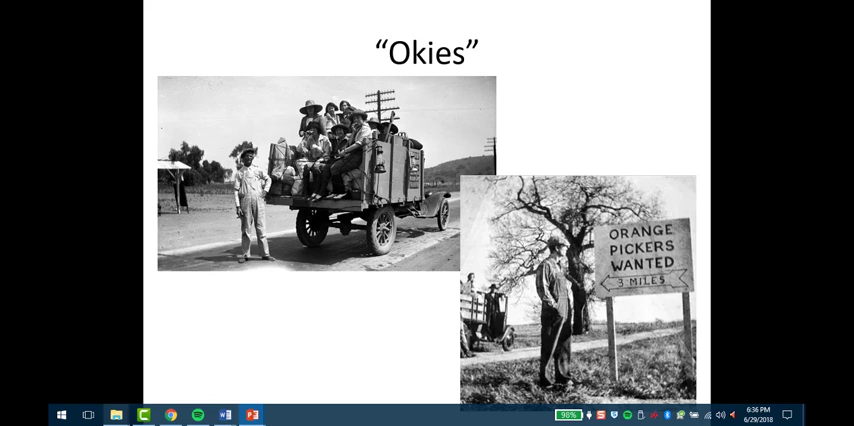 “Okies”
ORANGE
PICKERS
WANTED
3 MILES
98%
6:36 PM
6/29/2018